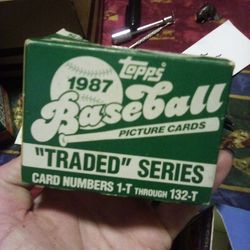 topps
1987
Baseball
PICTURE CARDS
"TRADED" SERIES
CARD NUMBERS 1-T THROUGH 132-T